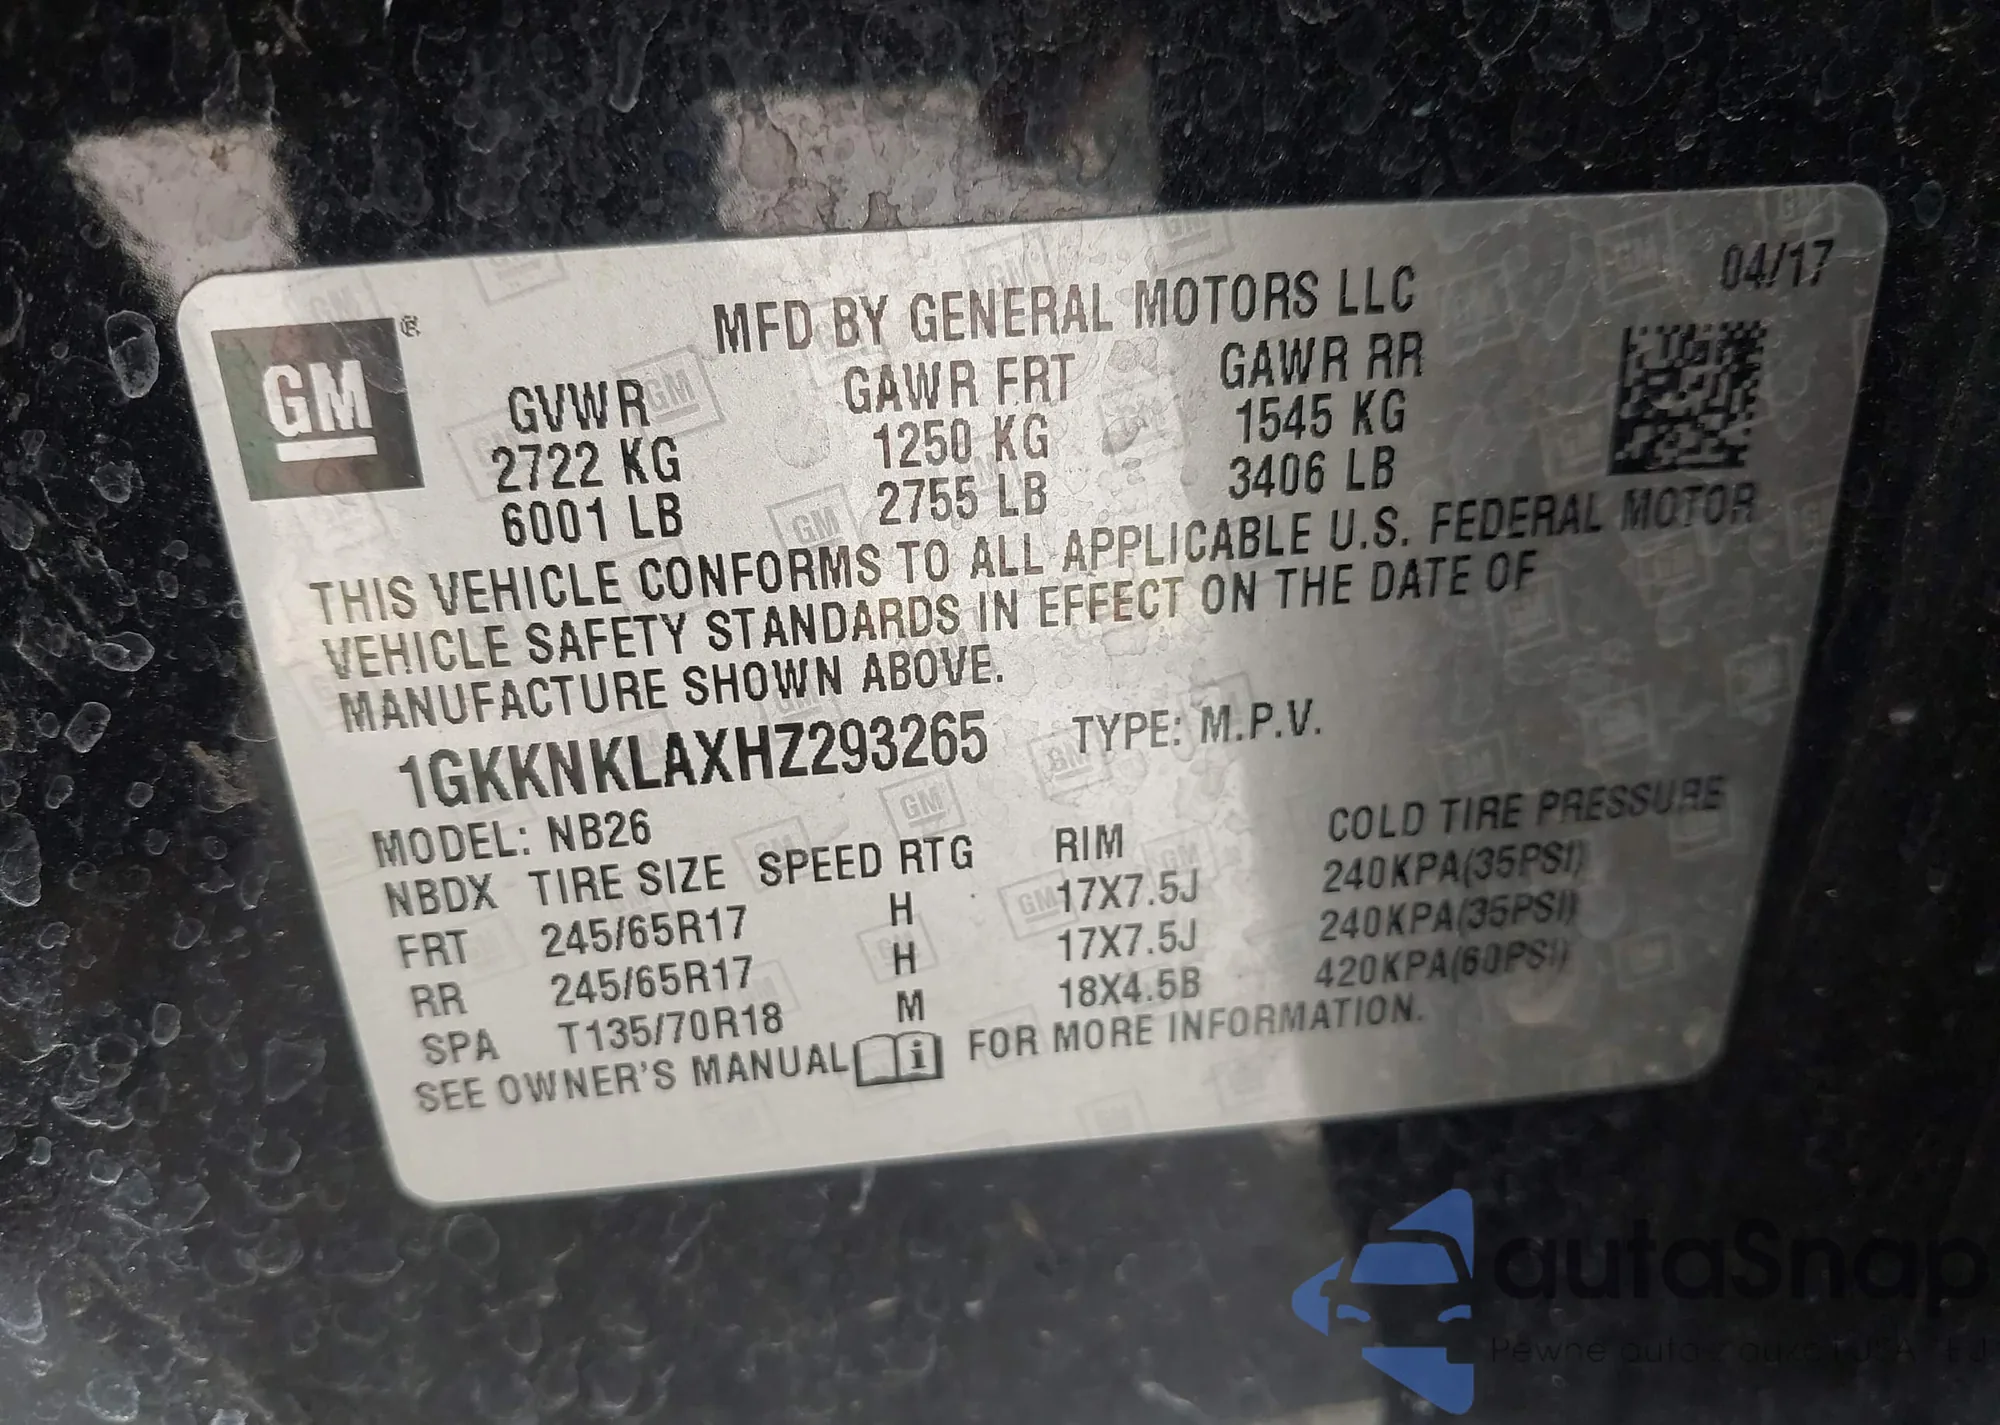 04/17
MFD BY GENERAL MOTORS LLC
GM ®
GVWR GAWR FRT GAWR RR
2722 KG 1250 KG 1545 KG
6001 LB 2755 LB 3406 LB
THIS VEHICLE CONFORMS TO ALL APPLICABLE U.S. FEDERAL MOTOR
VEHICLE SAFETY STANDARDS IN EFFECT ON THE DATE OF
MANUFACTURE SHOWN ABOVE.
1GKKNKLAXHZ293265 TYPE: M.P.V.
MODEL: NB26
NBDX TIRE SIZE SPEED RTG RIM COLD TIRE PRESSURE
FRT 245/65R17 H 17X7.5J 240KPA(35PSI)
RR 245/65R17 H 17X7.5J 240KPA(35PSI)
SPA T135/70R18 M 18X4.5B 420KPA(60PSI)
SEE OWNER'S MANUAL i FOR MORE INFORMATION.
autaSnap
Pewne auta